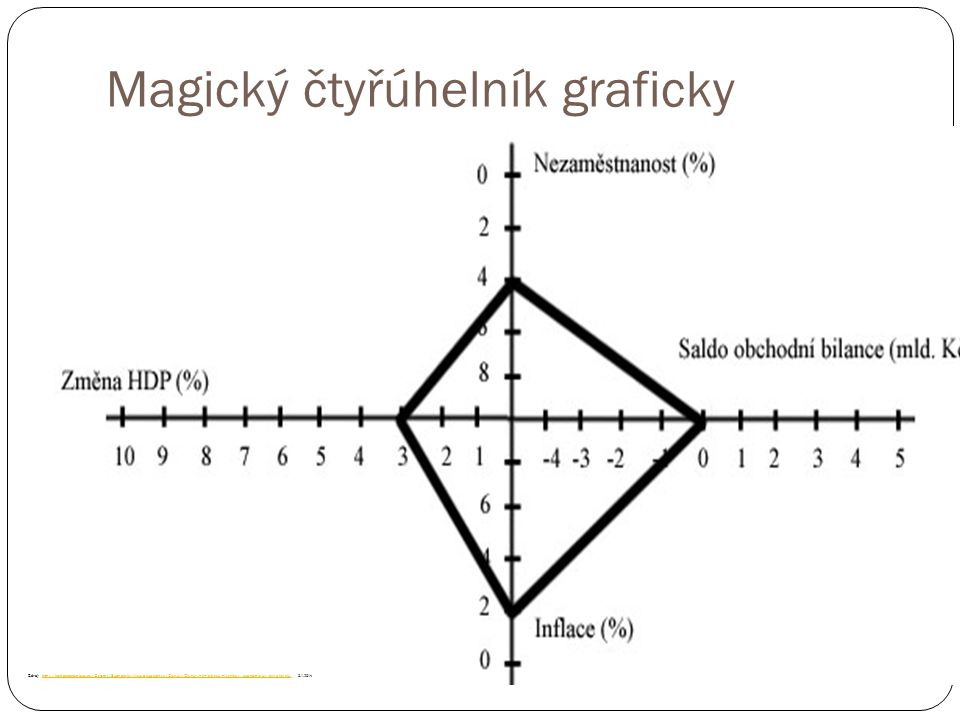 Magický čtyřúhelník graficky
Nezaměstnanost (%)
0
2
4
6
8
Saldo obchodní bilance (mld. Kč
Změna HDP (%)
10 9 8 7 6 5 4 3 2 1 -4 -3 -2 -1 0 1 2 3 4 5
6
4
2
Inflace (%)
0